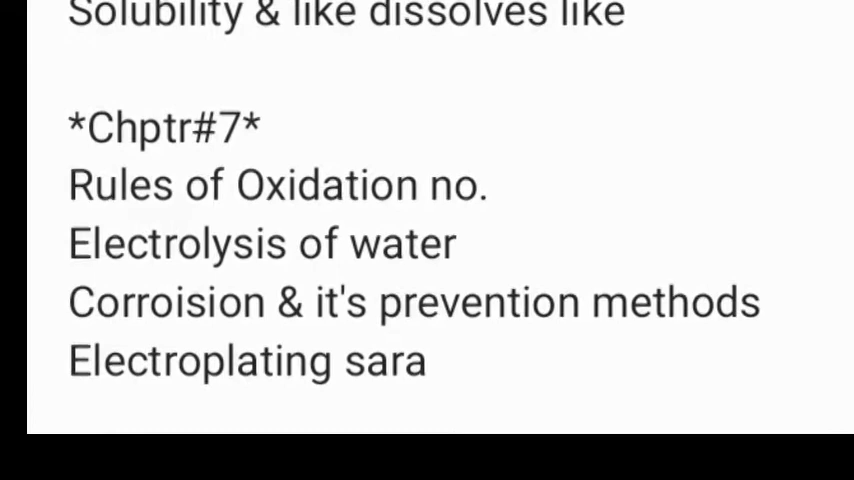 Solubility & like dissolves like
*Chptr#7*
Rules of Oxidation no.
Electrolysis of water
Corroision & it's prevention methods
Electroplating sara